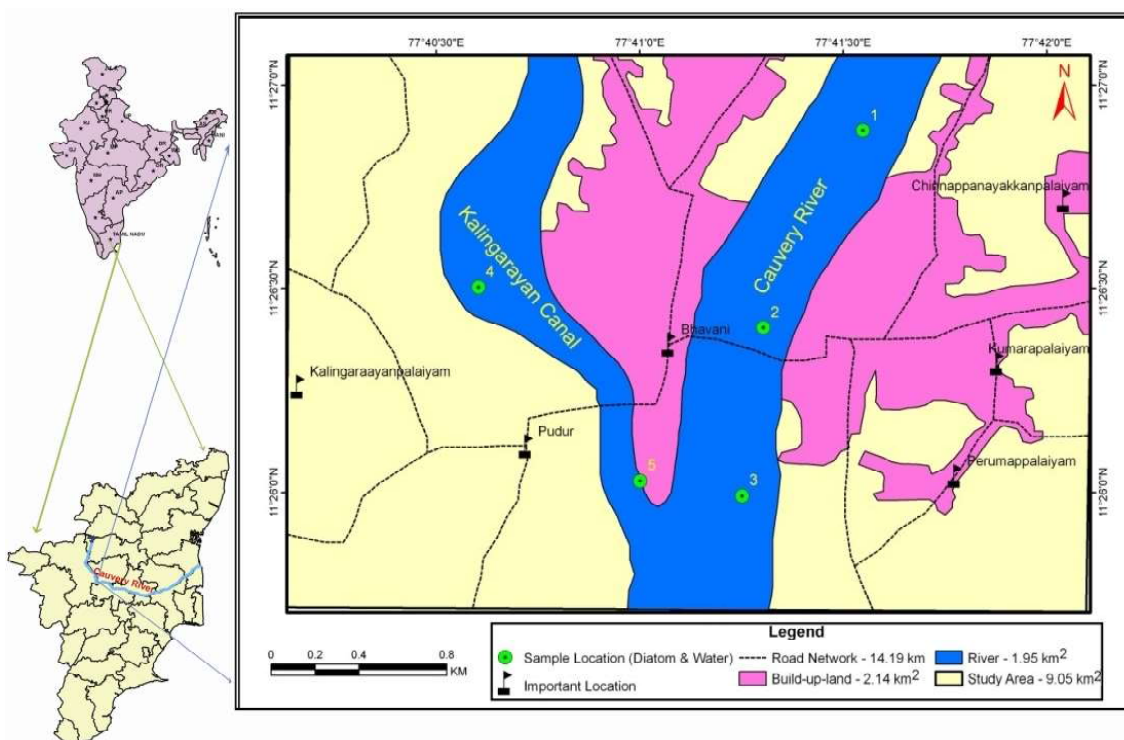 77°40'30"E
77°41'0"E
77°41'30"E
77°42'0"E
11°27'0"N
11°27'0"N
N
1
Chinnappanayakkanpalaiyam
Kalingarayan Canal
Cauvery River
4
11°26'30"N
11°26'30"N
2
Bhavani
Kumarapalaiyam
Kalingaraayanpalaiyam
Pudur
5
3
Perumappalaiyam
11°26'0"N
11°26'0"N
TAMIL NADU
Cauvery River
0 0.2 0.4 0.8
KM
Legend
Sample Location (Diatom & Water)
Road Network - 14.19 km
River - 1.95 km2
Important Location
Build-up-land - 2.14 km2
Study Area - 9.05 km2